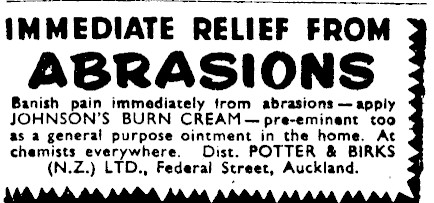 IMMEDIATE RELIEF FROM
ABRASIONS
Banish pain immediately from abrasions — apply
JOHNSON'S BURN CREAM — pre-eminent too
as a general purpose ointment in the home. At
chemists everywhere. Dist. POTTER & BIRKS
(N.Z.) LTD., Federal Street, Auckland.